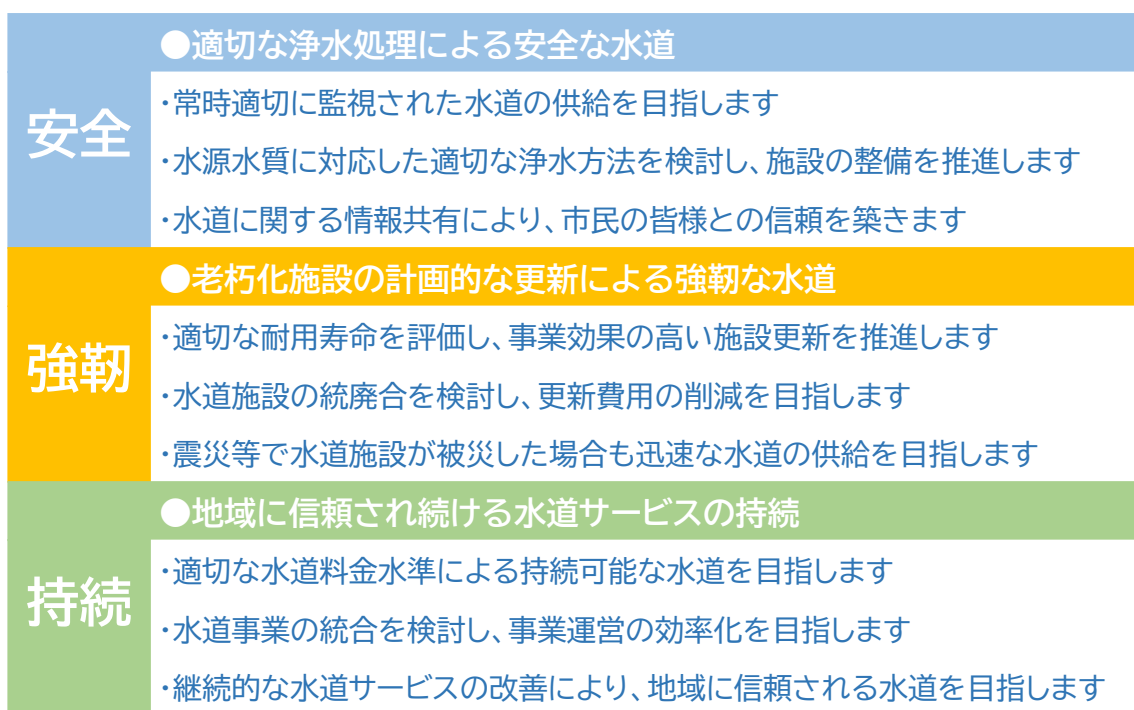 安全
●適切な浄水処理による安全な水道
・常時適切に監視された水道の供給を目指します
・水源水質に対応した適切な浄水方法を検討し、施設の整備を推進します
・水道に関する情報共有により、市民の皆様との信頼を築きます
強靭
●老朽化施設の計画的な更新による強靭な水道
・適切な耐用寿命を評価し、事業効果の高い施設更新を推進します
・水道施設の統廃合を検討し、更新費用の削減を目指します
・震災等で水道施設が被災した場合も迅速な水道の供給を目指します
持続
●地域に信頼され続ける水道サービスの持続
・適切な水道料金水準による持続可能な水道を目指します
・水道事業の統合を検討し、事業運営の効率化を目指します
・継続的な水道サービスの改善により、地域に信頼される水道を目指します